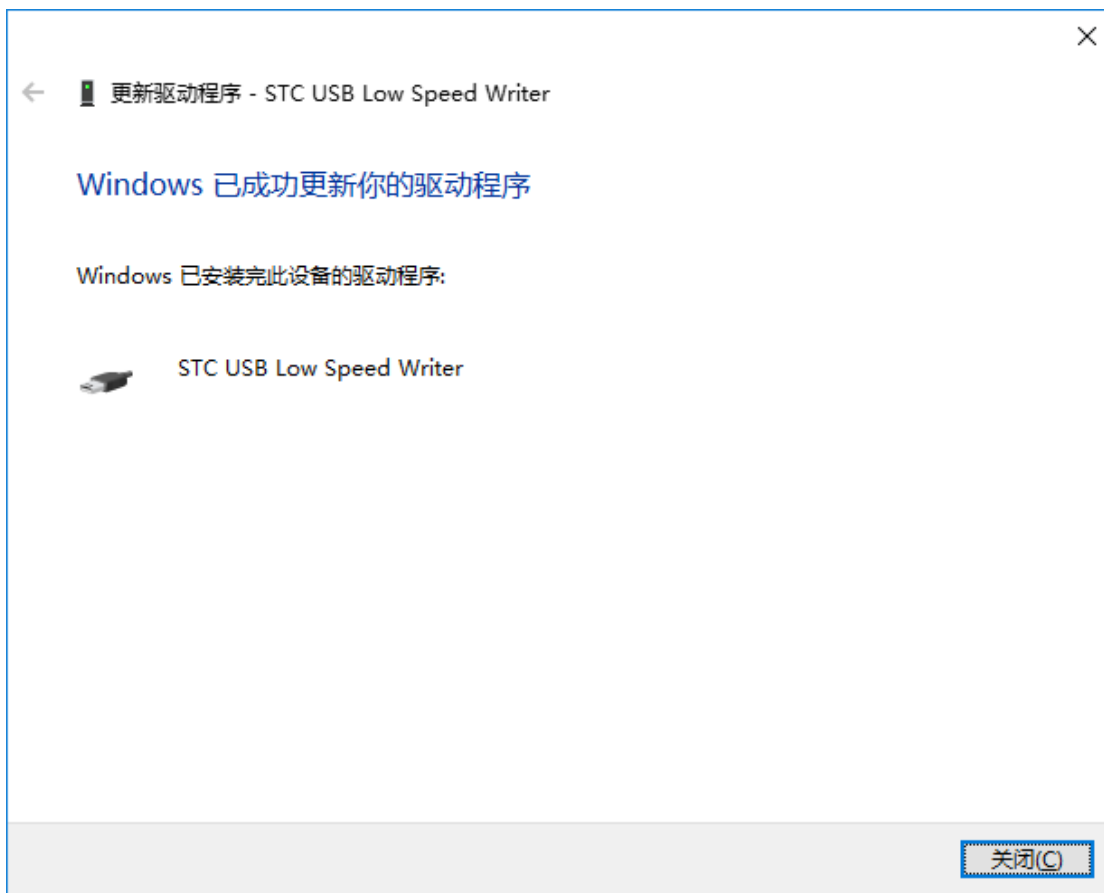 更新驱动程序 - STC USB Low Speed Writer
Windows 已成功更新你的驱动程序
Windows 已安装完此设备的驱动程序:
STC USB Low Speed Writer
关闭(C)